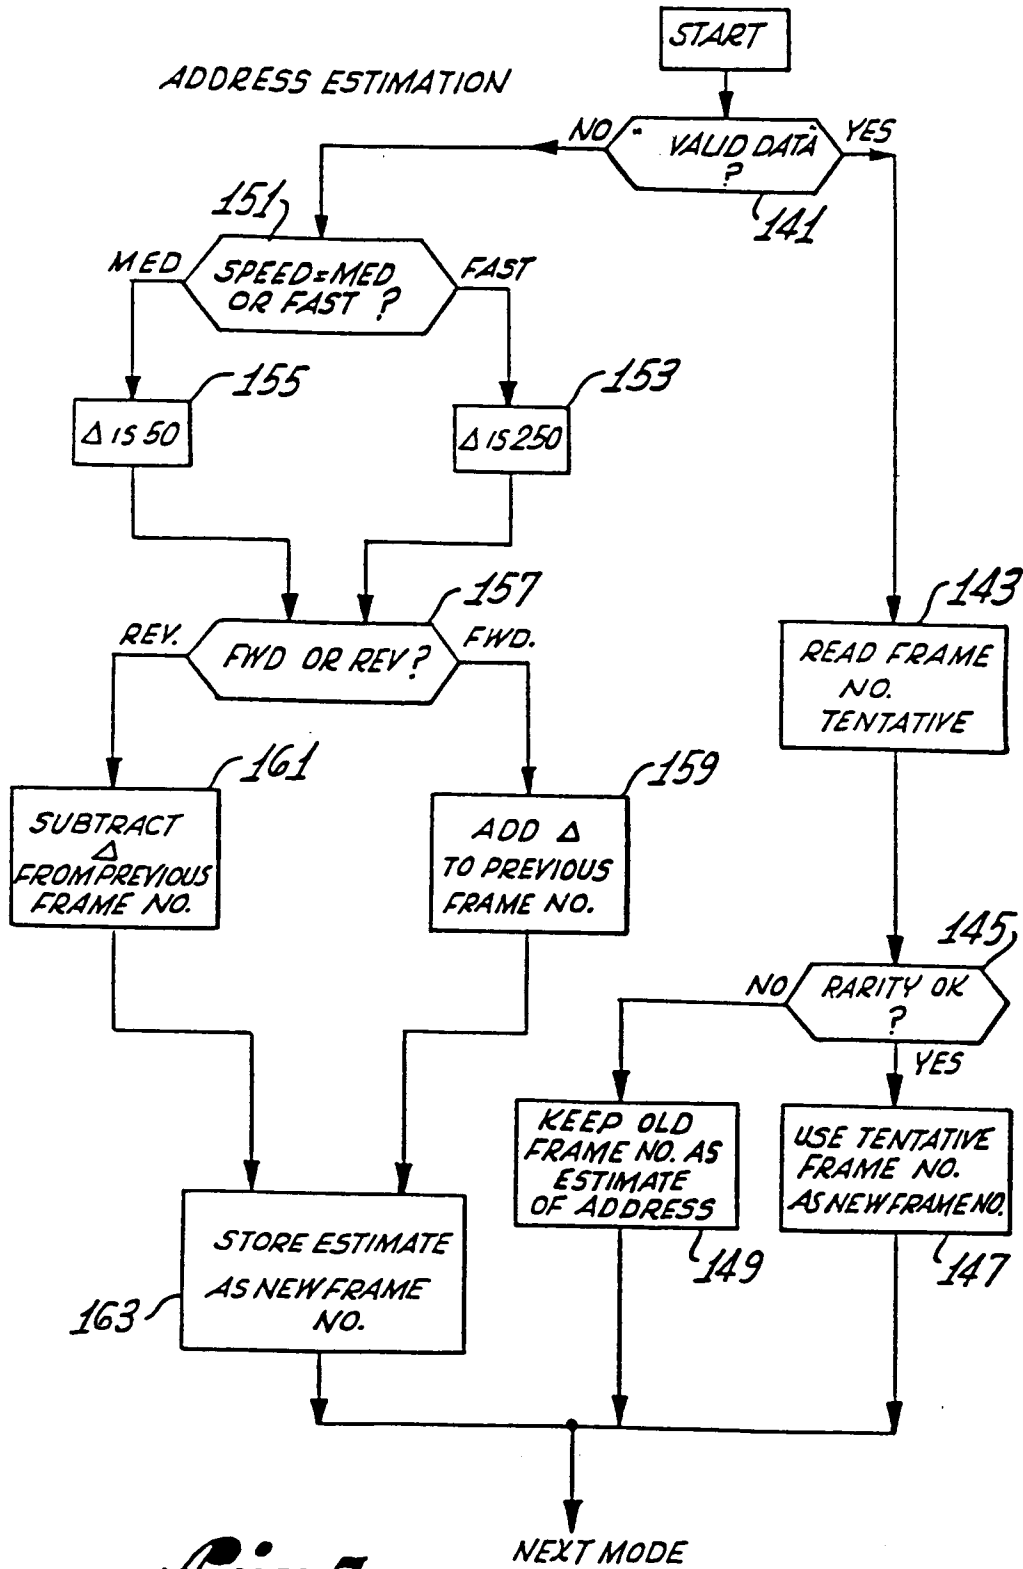 START
ADDRESS ESTIMATION
NO
" VALID DATA "
?
YES
141
151
MED
SPEED=MED
OR FAST ?
FAST
155
153
Δ IS 50
Δ IS 250
157
143
REV.
FWD OR REV?
FWD.
READ FRAME
NO.
TENTATIVE
161
159
SUBTRACT
Δ
FROM PREVIOUS
FRAME NO.
ADD Δ
TO PREVIOUS
FRAME NO.
145
NO
RARITY OK
?
YES
KEEP OLD
FRAME NO. AS
ESTIMATE
OF ADDRESS
USE TENTATIVE
FRAME NO.
AS NEW FRAME NO.
149
147
STORE ESTIMATE
AS NEW FRAME
NO.
163
NEXT MODE